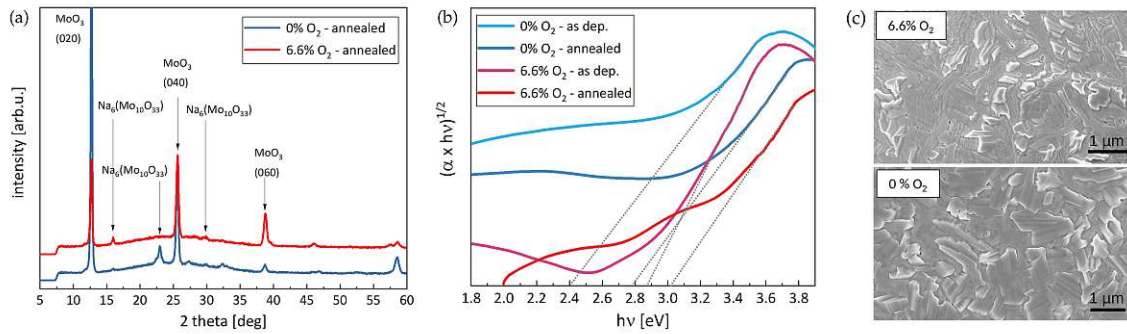 (a)
0% O₂ - annealed
6.6% O₂ - annealed
MoO₃
(020)
MoO₃
(040)
Na₆(Mo₁₀O₃₃)
Na₆(Mo₁₀O₃₃)
Na₆(Mo₁₀O₃₃)
MoO₃
(060)
intensity [arb.u.]
5 10 15 20 25 30 35 40 45 50 55 60
2 theta [deg]
(b)
0% O₂ - as dep.
0% O₂ - annealed
6.6% O₂ - as dep.
6.6% O₂ - annealed
(α x hν)¹/²
1.8 2.0 2.2 2.4 2.6 2.8 3.0 3.2 3.4 3.6 3.8
hν [eV]
(c)
6.6% O₂
1 µm
0 % O₂
1 µm